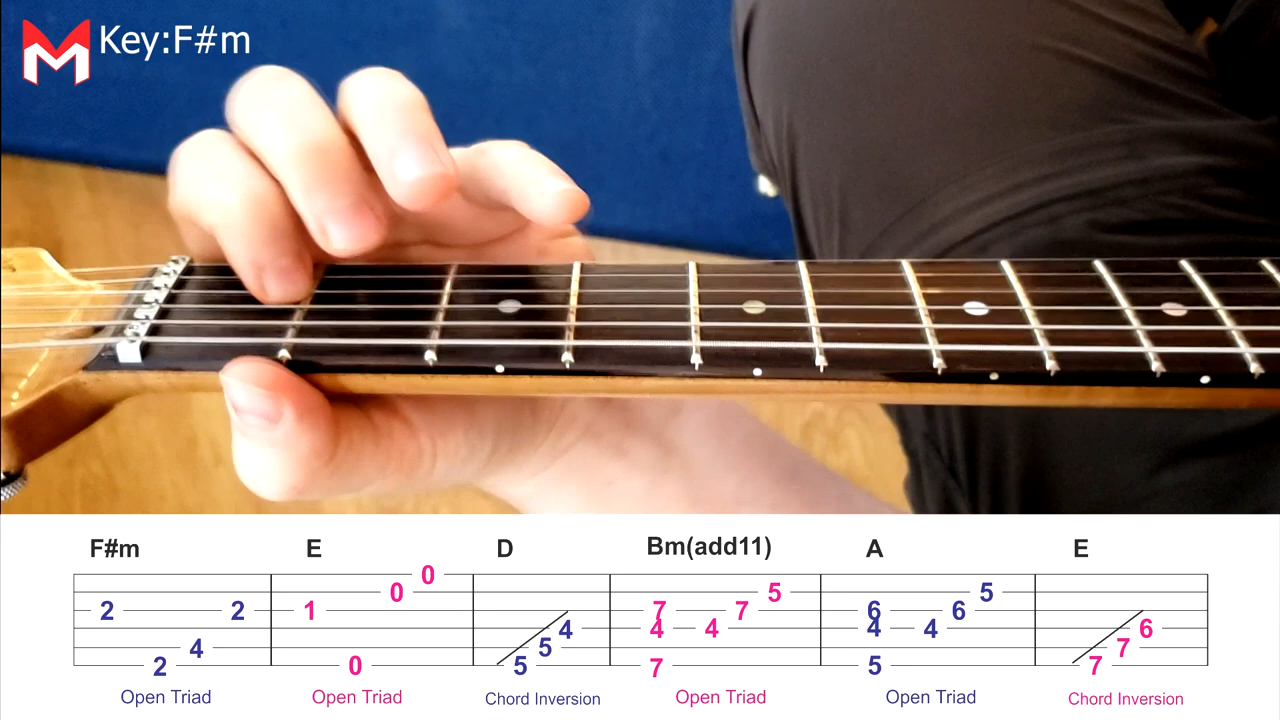 M Key:F#m
F#m E D Bm(add11) A E
0
0 5 5
2 2 1 7 7 6 6
4 4 4 4 4 6
4 5 7
2 0 5 7 5 7
Open Triad Open Triad Chord Inversion Open Triad Open Triad Chord Inversion